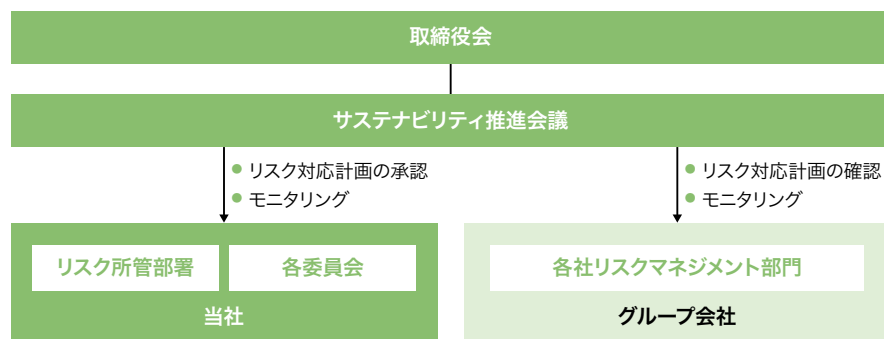 取締役会
サステナビリティ推進会議
● リスク対応計画の承認
● モニタリング
● リスク対応計画の確認
● モニタリング
リスク所管部署
各委員会
当社
各社リスクマネジメント部門
グループ会社